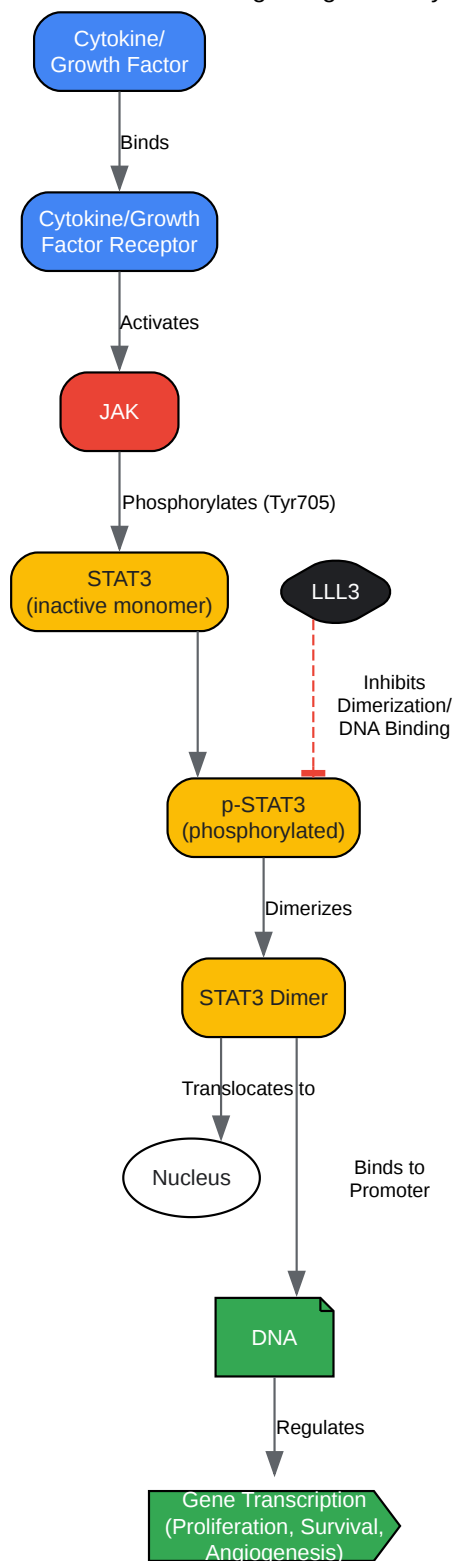 Cytokine/
Growth Factor
Binds
Cytokine/Growth
Factor Receptor
Activates
JAK
Phosphorylates (Tyr705)
STAT3
(inactive monomer)
LLL3
Inhibits
Dimerization/
DNA Binding
p-STAT3
(phosphorylated)
Dimerizes
STAT3 Dimer
Translocates to
Nucleus
Binds to
Promoter
DNA
Regulates
Gene Transcription
(Proliferation, Survival,
Angiogenesis)